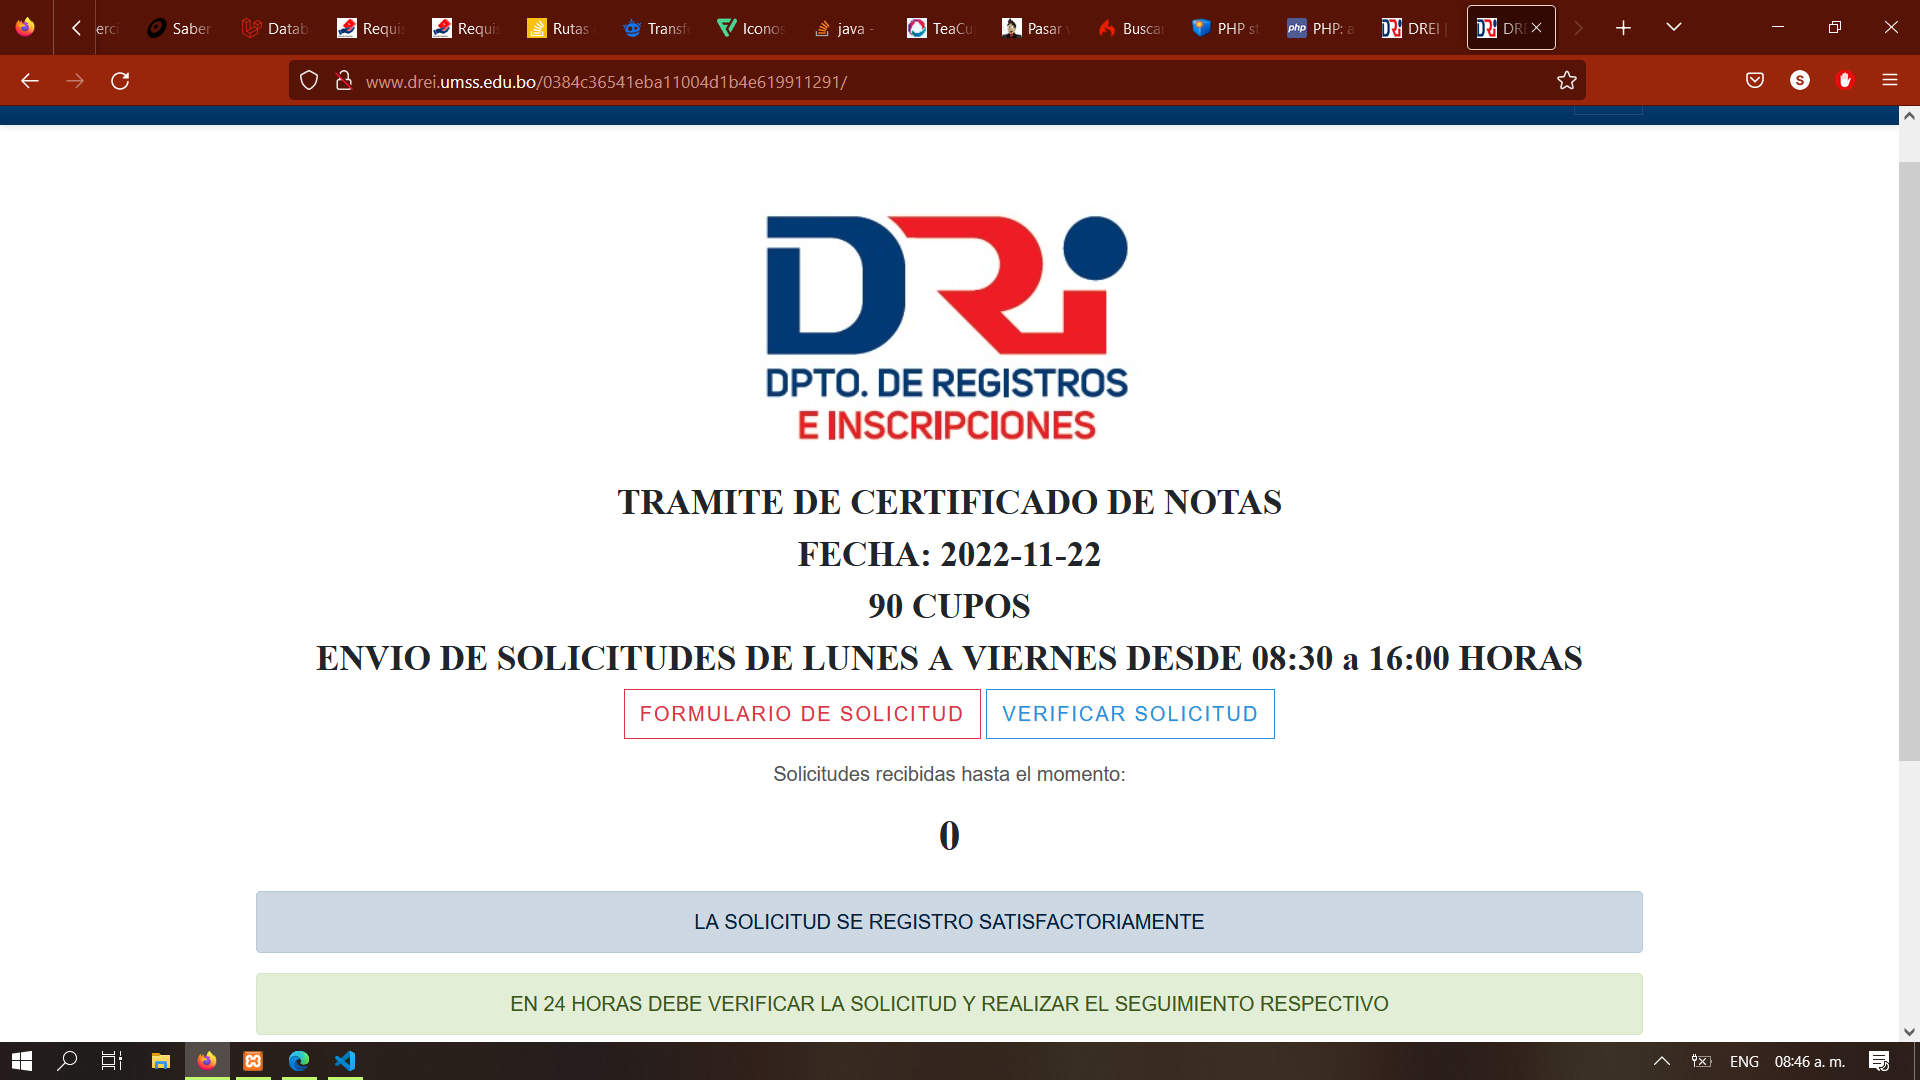 erci
Saber
Datab
Requis
Requis
Rutas
Transf
Iconos
java -
TeaCu
Pasar
Buscar
PHP st
PHP: a
DREI
DRE
www.drei.umss.edu.bo/0384c36541eba11004d1b4e619911291/
S
DRi
DPTO. DE REGISTROS
E INSCRIPCIONES
TRAMITE DE CERTIFICADO DE NOTAS
FECHA: 2022-11-22
90 CUPOS
ENVIO DE SOLICITUDES DE LUNES A VIERNES DESDE 08:30 a 16:00 HORAS
FORMULARIO DE SOLICITUD
VERIFICAR SOLICITUD
Solicitudes recibidas hasta el momento:
0
LA SOLICITUD SE REGISTRO SATISFACTORIAMENTE
EN 24 HORAS DEBE VERIFICAR LA SOLICITUD Y REALIZAR EL SEGUIMIENTO RESPECTIVO
ENG
08:46 a. m.